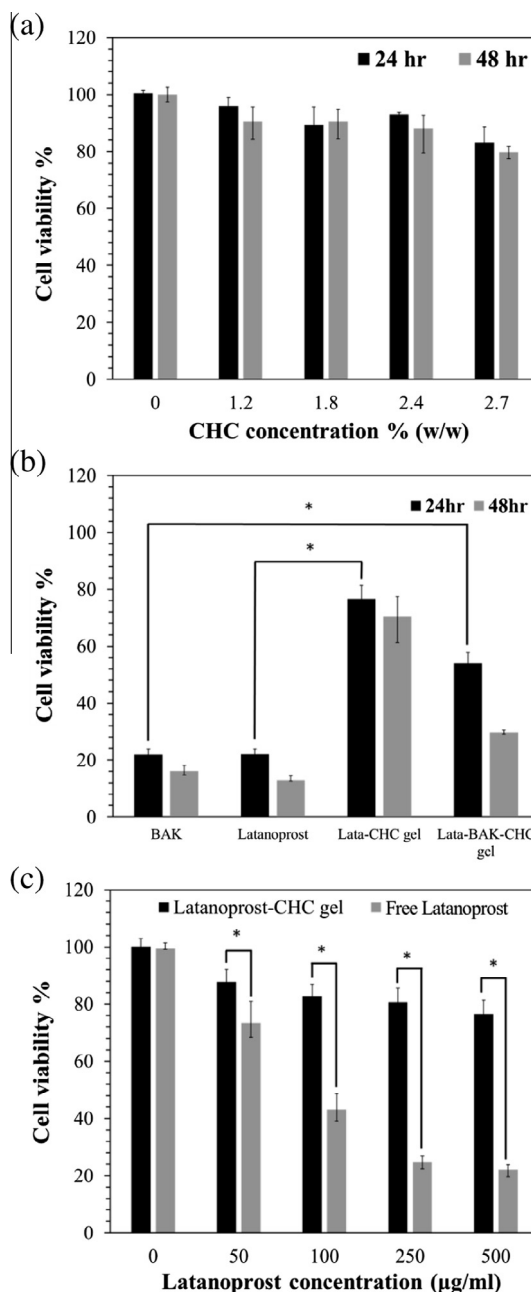 (a)
24 hr 48 hr
120
100
80
60
40
20
0
Cell viability %
0 1.2 1.8 2.4 2.7
CHC concentration % (w/w)
(b)
24hr 48hr
120
100
80
60
40
20
0
Cell viability %
*
*
BAK Latanoprost Lata-CHC gel Lata-BAK-CHC
gel
(c)
Latanoprost-CHC gel Free Latanoprost
120
100
80
60
40
20
0
Cell viability %
* * * *
0 50 100 250 500
Latanoprost concentration (µg/ml)